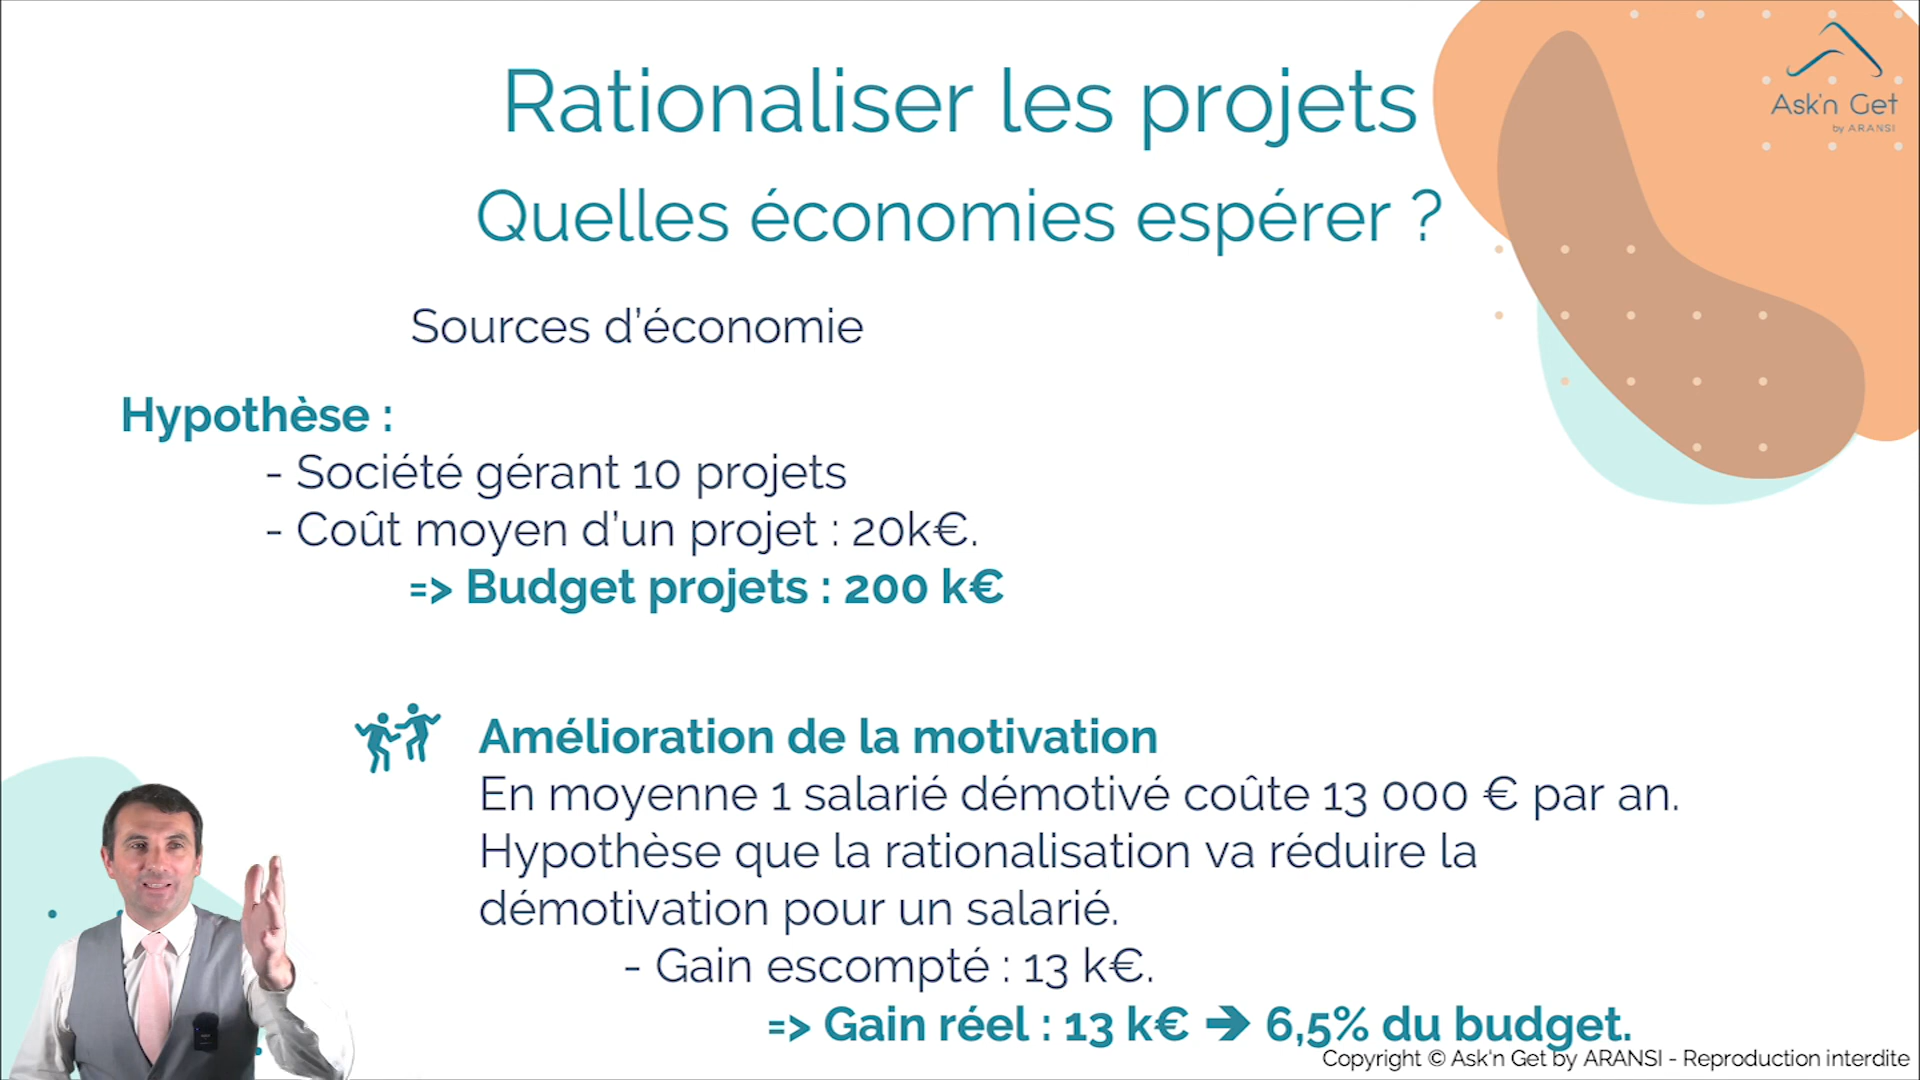 Rationaliser les projets
Quelles économies espérer ?
Ask'n Get
by ARANSI
Sources d’économie
Hypothèse :
- Société gérant 10 projets
- Coût moyen d’un projet : 20k€.
=> Budget projets : 200 k€
Amélioration de la motivation
En moyenne 1 salarié démotivé coûte 13 000 € par an.
Hypothèse que la rationalisation va réduire la
démotivation pour un salarié.
- Gain escompté : 13 k€.
=> Gain réel : 13 k€ ➔ 6,5% du budget.
Copyright © Ask'n Get by ARANSI - Reproduction interdite